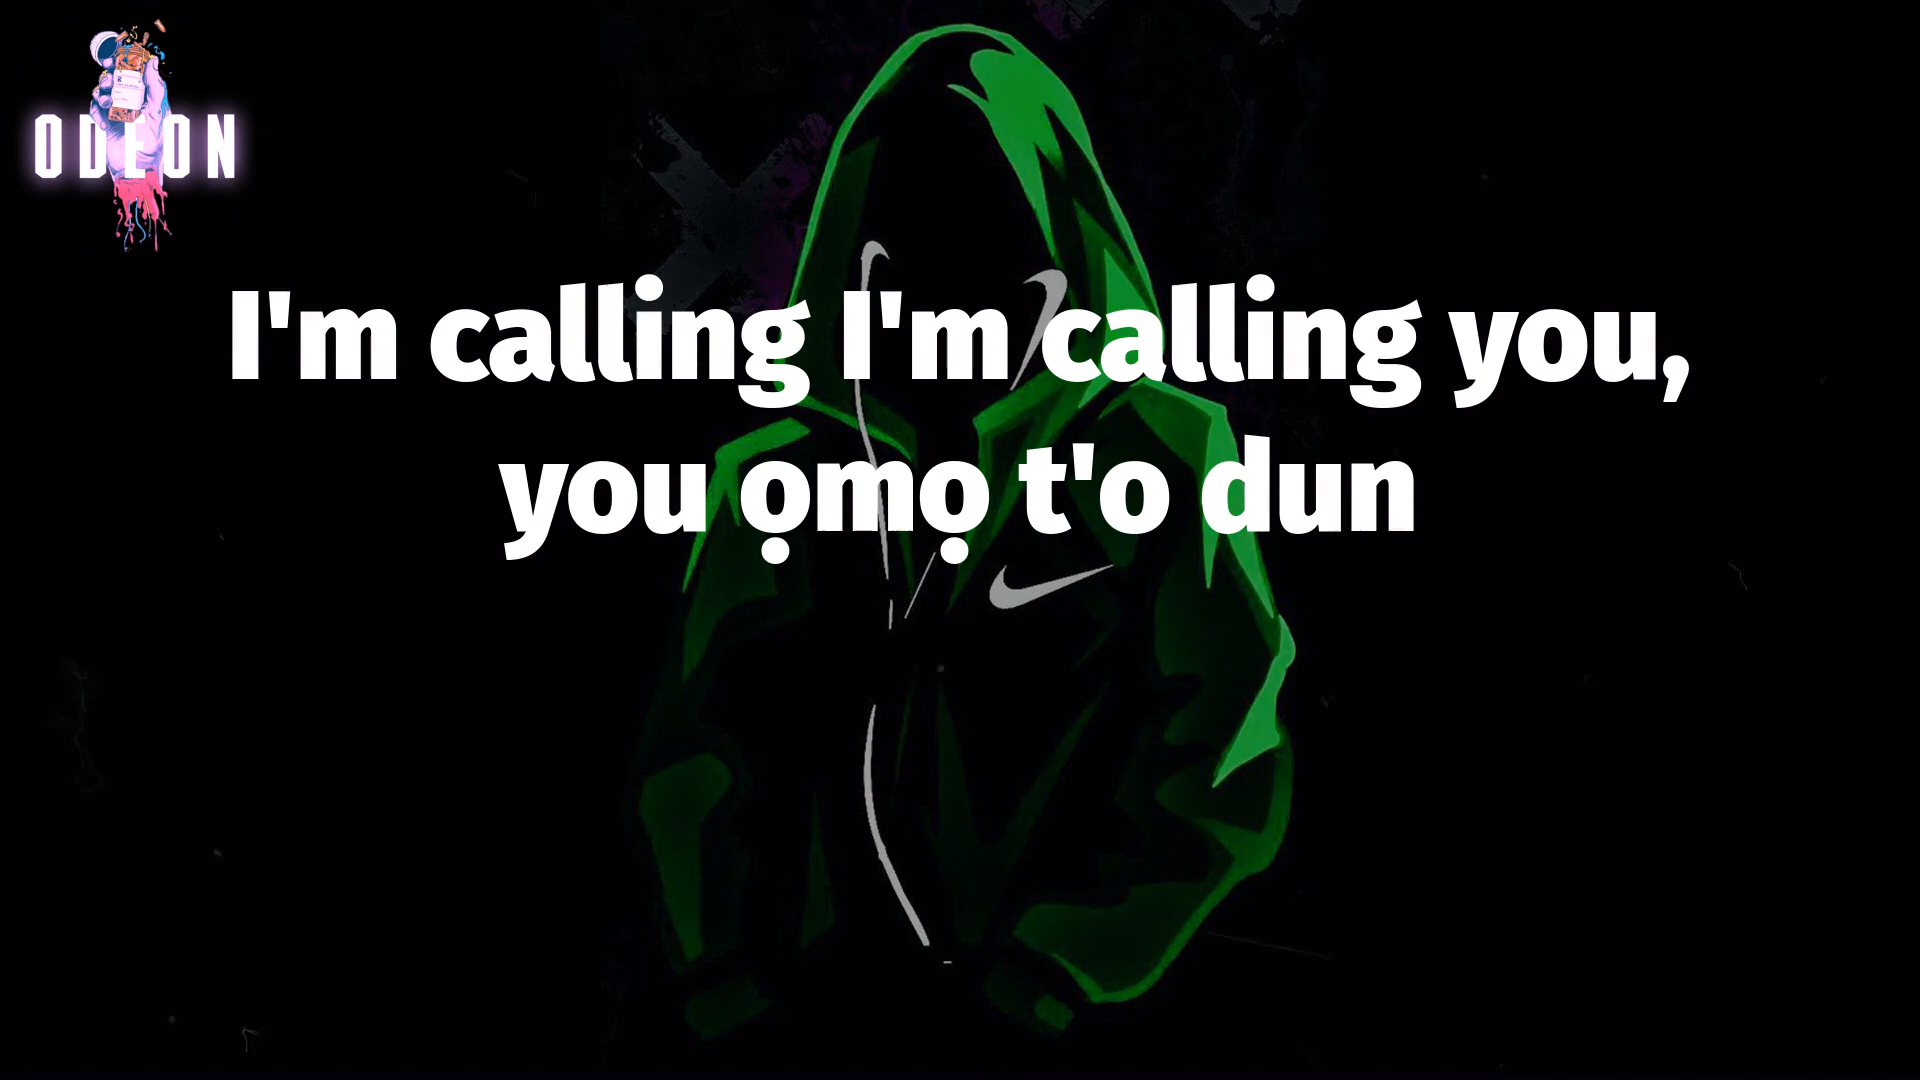 ODEON
I'm calling I'm calling you,
you ọmọ t'o dun